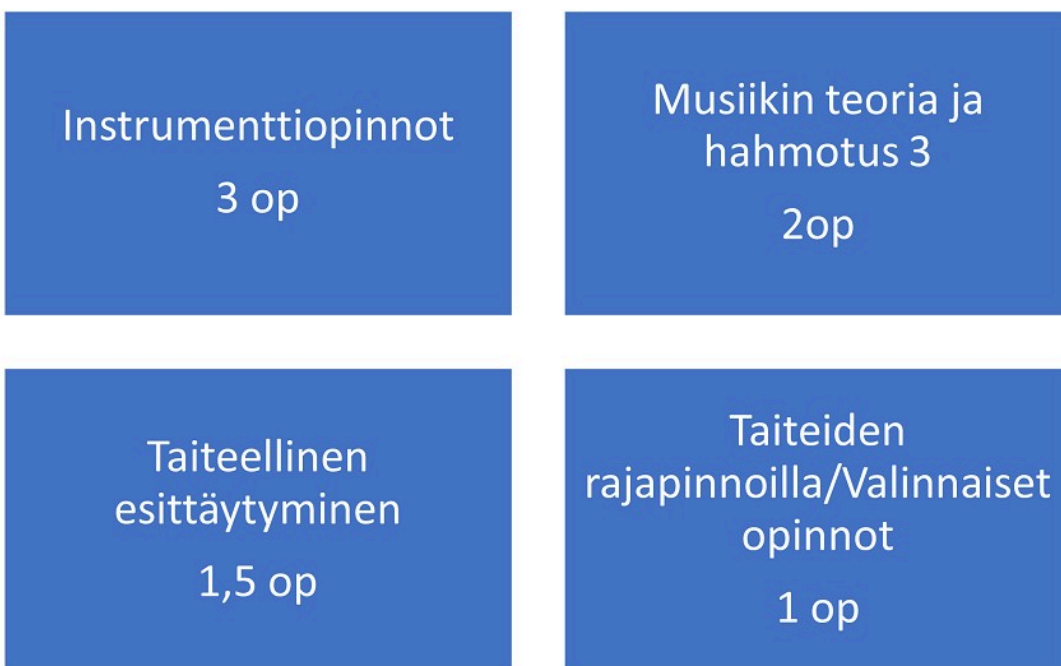 Instrumenttiopinnot
3 op
Musiikin teoria ja
hahmotus 3
2op
Taiteellinen
esittäytyminen
1,5 op
Taiteiden
rajapinnoilla/Valinnaiset
opinnot
1 op